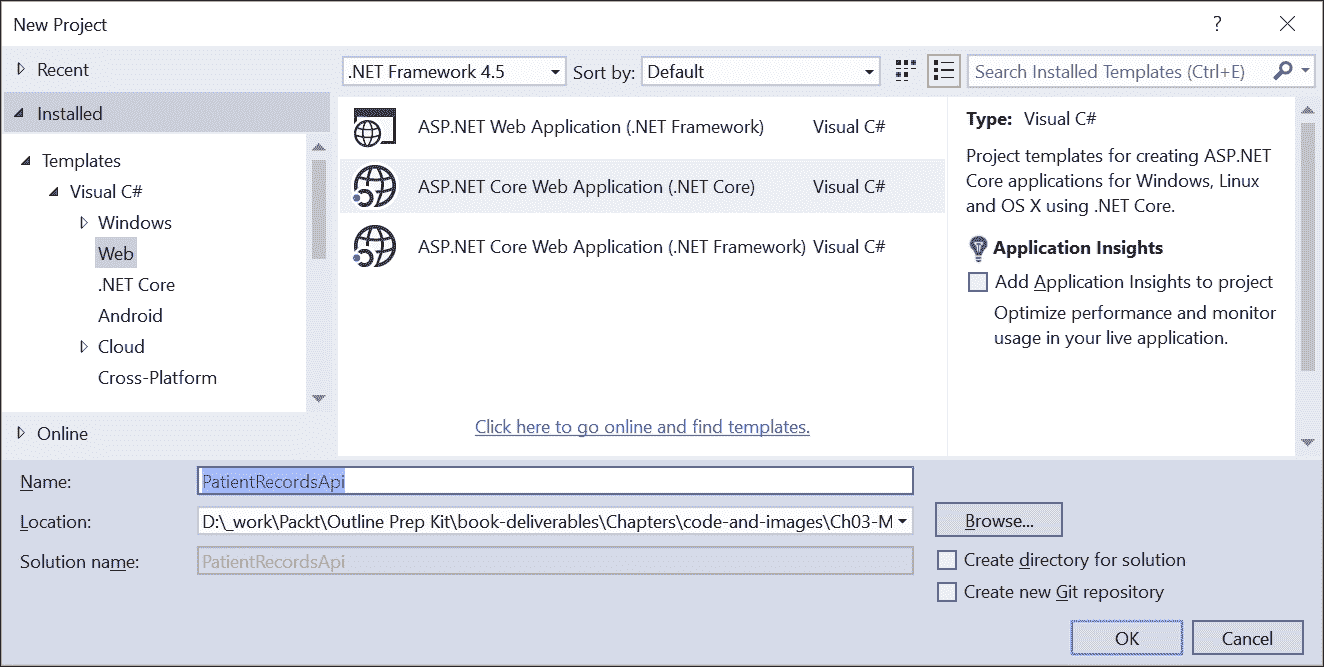 New Project
?
Recent
.NET Framework 4.5
Sort by:
Default
Search Installed Templates (Ctrl+E)
Installed
Templates
Visual C#
Windows
Web
.NET Core
Android
Cloud
Cross-Platform
Online
ASP.NET Web Application (.NET Framework) Visual C#
ASP.NET Core Web Application (.NET Core) Visual C#
ASP.NET Core Web Application (.NET Framework) Visual C#
Click here to go online and find templates.
Type: Visual C#
Project templates for creating ASP.NET
Core applications for Windows, Linux
and OS X using .NET Core.
Application Insights
Add Application Insights to project
Optimize performance and monitor
usage in your live application.
Name: PatientRecordsApi
Location: D:\_work\Packt\Outline Prep Kit\book-deliverables\Chapters\code-and-images\Ch03-M
Browse...
Solution name: PatientRecordsApi
Create directory for solution
Create new Git repository
OK
Cancel